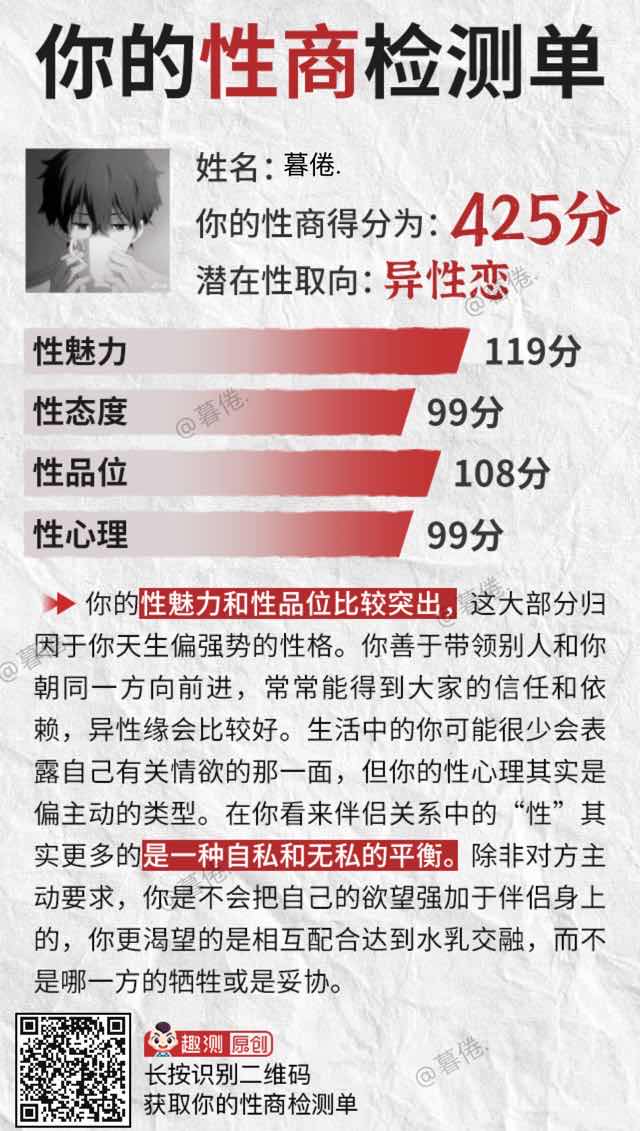 你的性商检测单
姓名：暮倦.
你的性商得分为：425分
潜在性取向：异性恋
@暮倦.
性魅力 119分
性态度 99分
@暮倦.
性品位 108分
性心理 99分
你的性魅力和性品位比较突出，这大部分归
@暮倦.
因于你天生偏强势的性格。你善于带领别人和你
@暮倦.
朝同一方向前进，常常能得到大家的信任和依
赖，异性缘会比较好。生活中的你可能很少会表
露自己有关情欲的那一面，但你的性心理其实是
偏主动的类型。在你看来伴侣关系中的“性”其
实更多的是一种自私和无私的平衡。除非对方主
@暮倦.
动要求，你是不会把自己的欲望强加于伴侣身上
的，你更渴望的是相互配合达到水乳交融，而不
是哪一方的牺牲或是妥协。
趣测 原创
长按识别二维码
获取你的性商检测单
@暮倦.